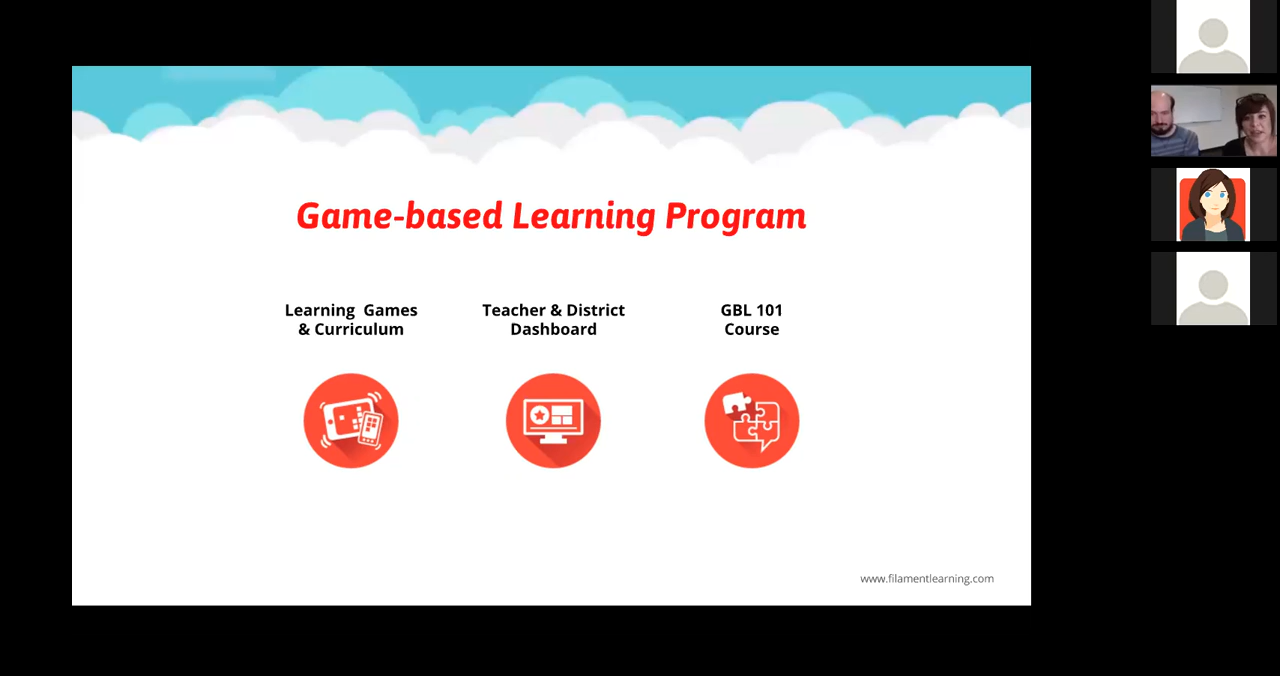 Game-based Learning Program
Learning Games
& Curriculum
Teacher & District
Dashboard
GBL 101
Course
www.filamentlearning.com